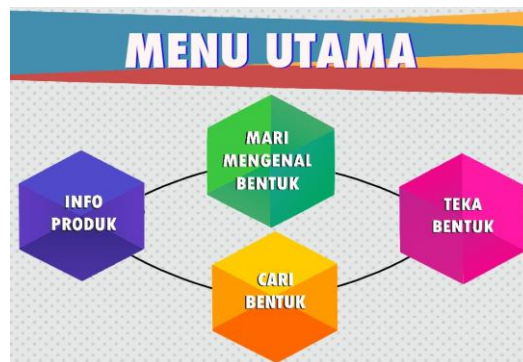 MENU UTAMA
MARI
MENGENAL
BENTUK
INFO
PRODUK
TEKA
BENTUK
CARI
BENTUK